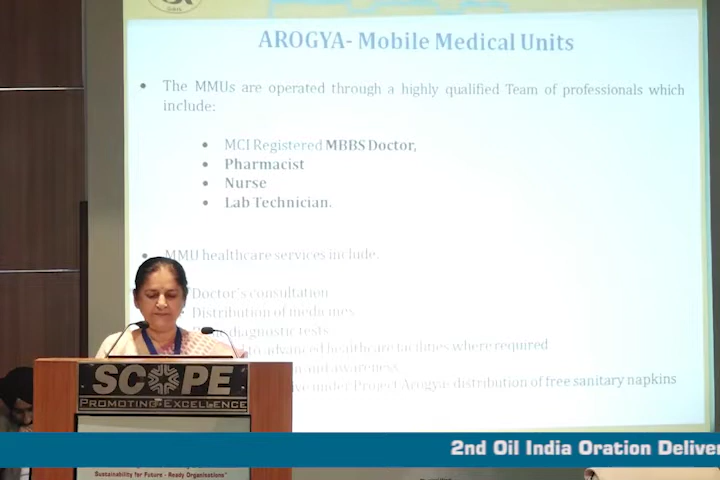 GAIL
AROGYA- Mobile Medical Units
• The MMUs are operated through a highly qualified Team of professionals which
include:
• MCI Registered MBBS Doctor,
• Pharmacist
• Nurse
• Lab Technician.
• MMU healthcare services include.
Doctor's consultation
Distribution of medicines
diagnostic tests
to advanced healthcare facilities where required
and awareness
under Project Arogya- distribution of free sanitary napkins
SCOPE
PROMOTING EXCELLENCE
2nd Oil India Oration Deliver
Sustainability for Future - Ready Organisations"